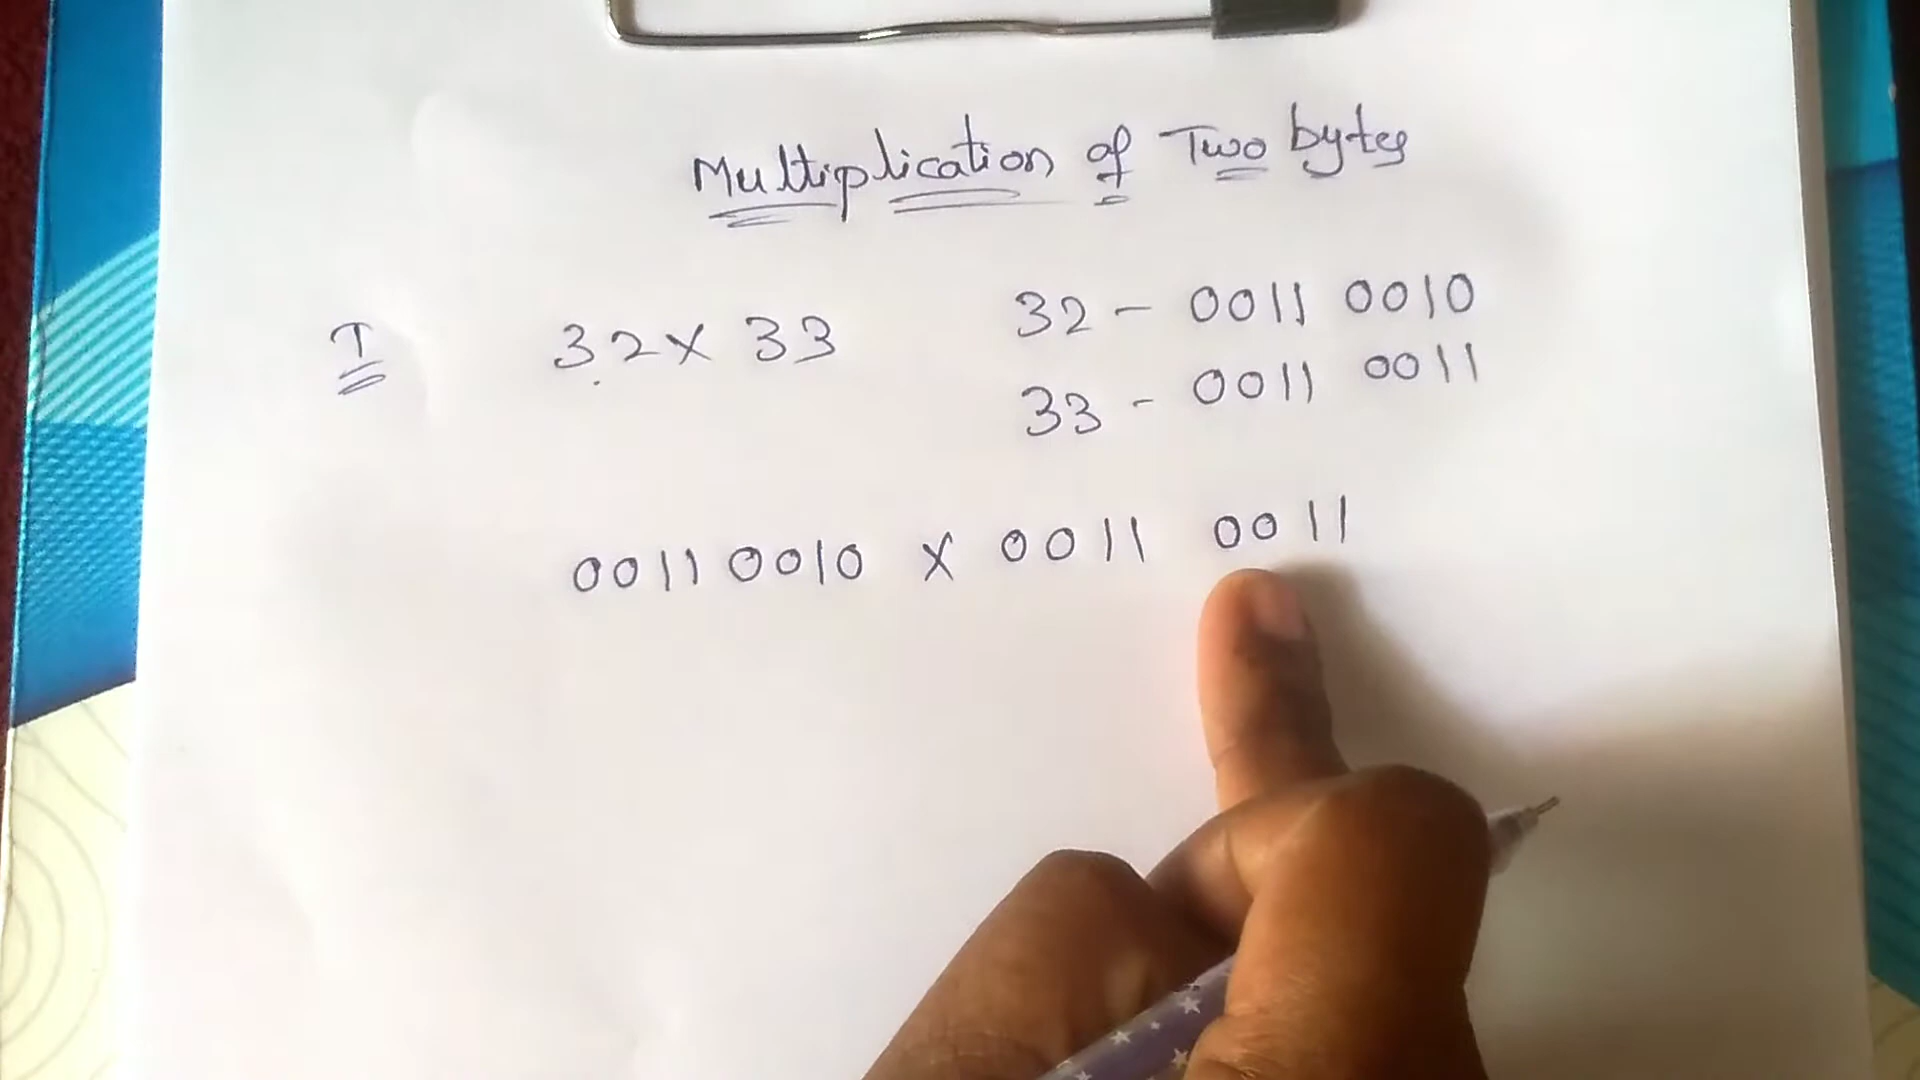 Multiplication of Two bytes
I 32 X 33
32 - 0011 0010
33 - 0011 0011
0011 0010 X 0011 0011